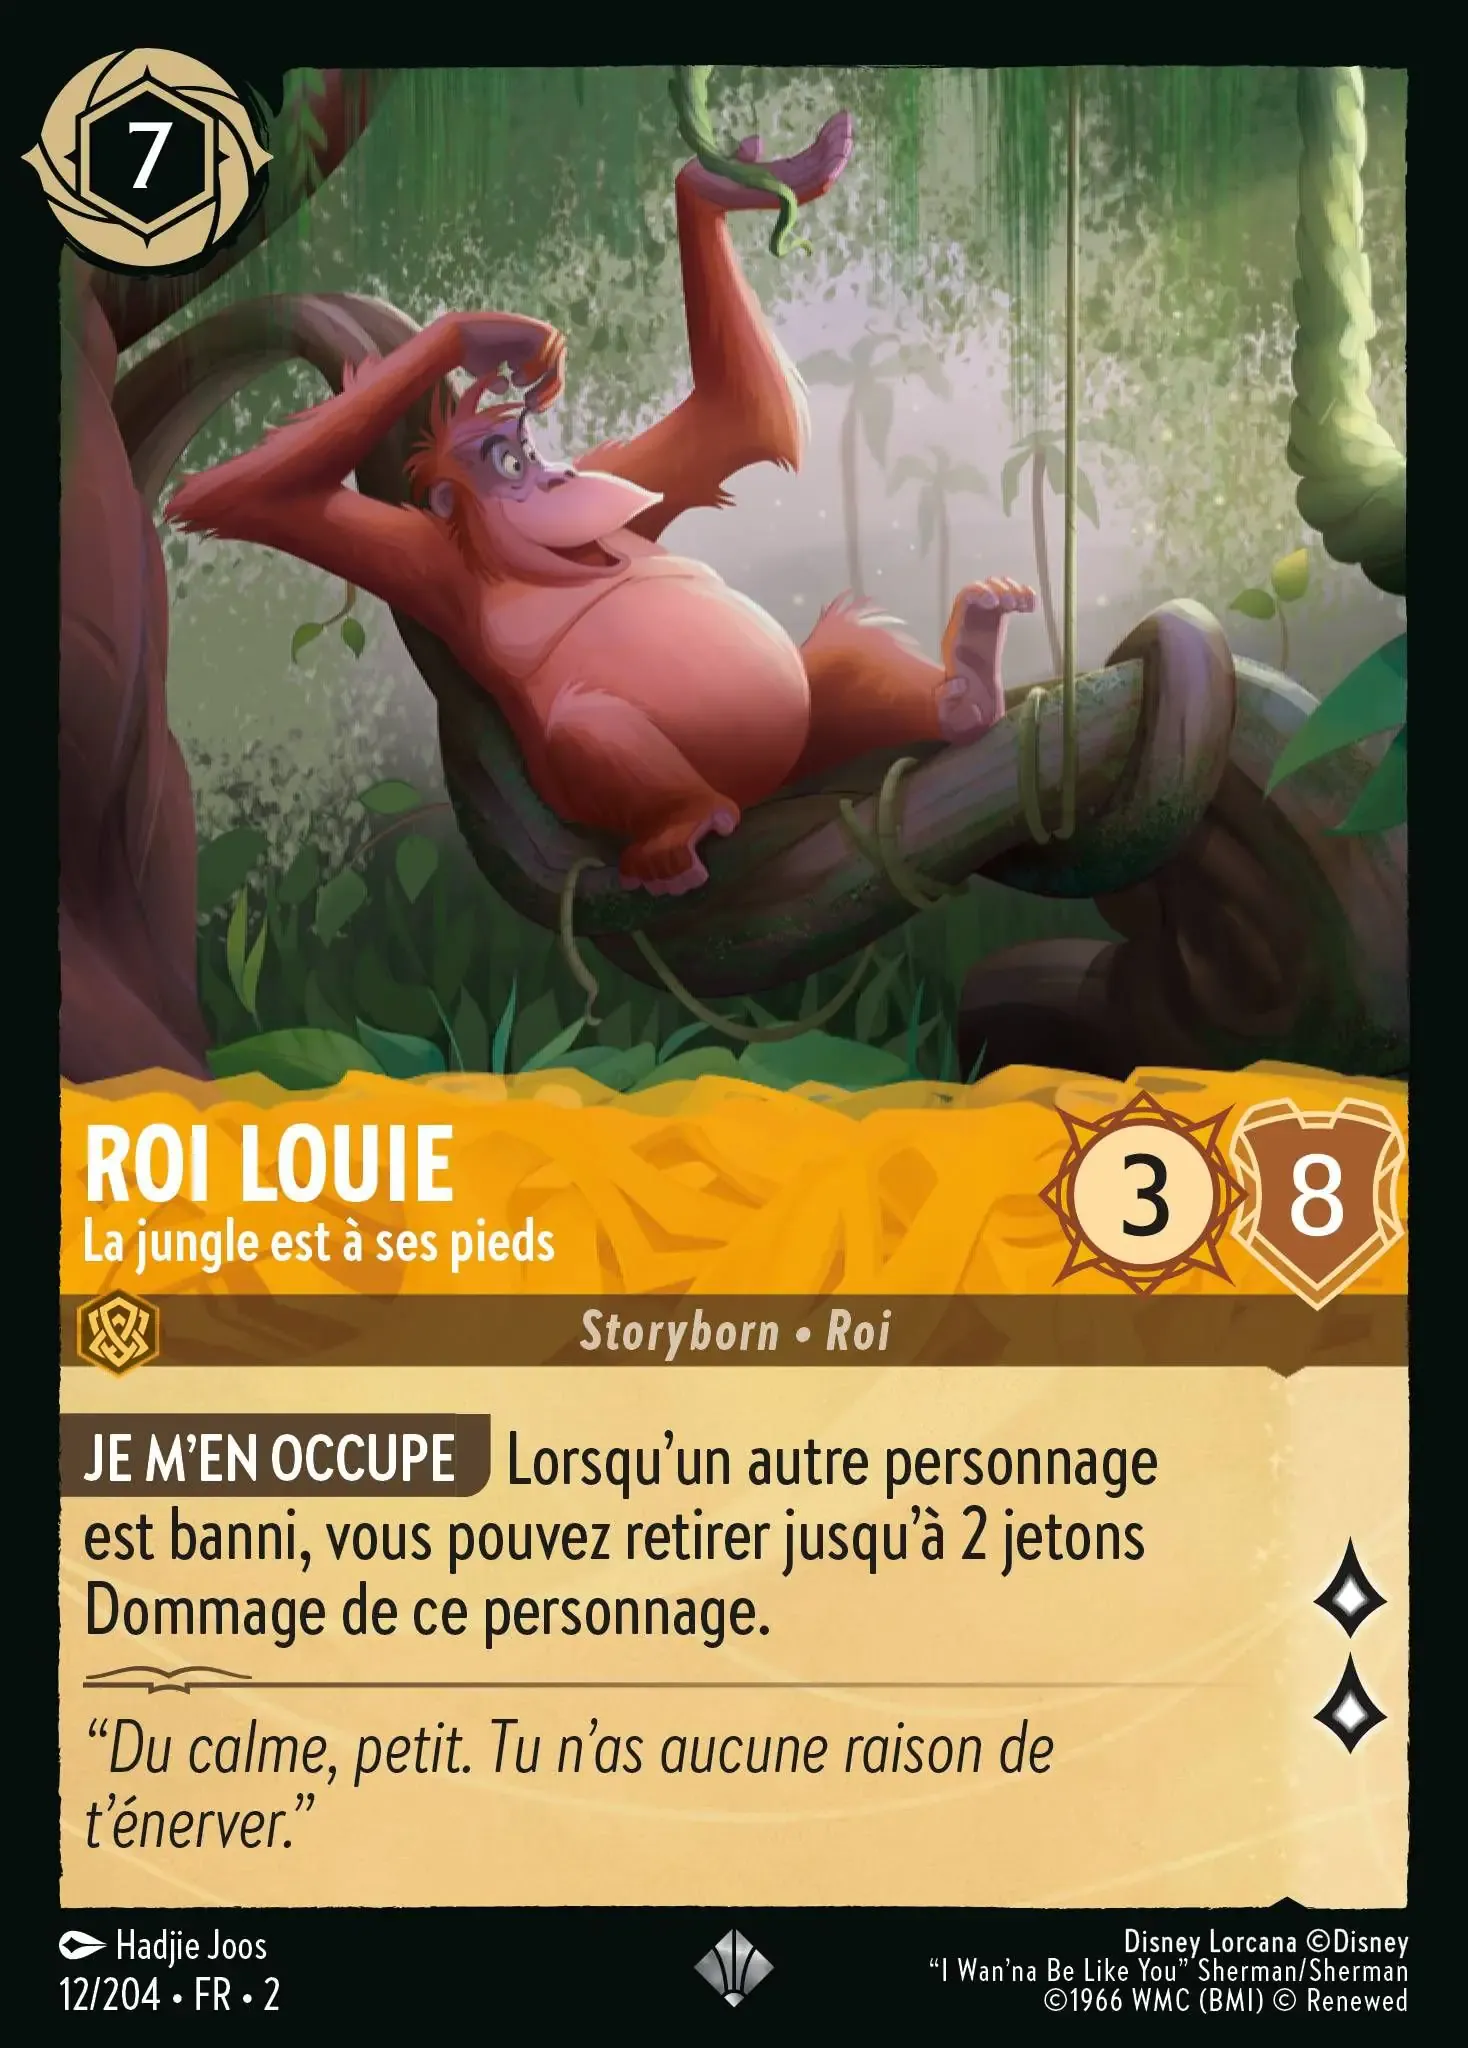 7
ROI LOUIE
La jungle est à ses pieds
3
8
Storyborn • Roi
JE M’EN OCCUPE Lorsqu’un autre personnage
est banni, vous pouvez retirer jusqu’à 2 jetons
Dommage de ce personnage.
“Du calme, petit. Tu n’as aucune raison de
t’énerver.”
Hadjie Joos
12/204 • FR • 2
Disney Lorcana ©Disney
“I Wan’na Be Like You” Sherman/Sherman
©1966 WMC (BMI) © Renewed